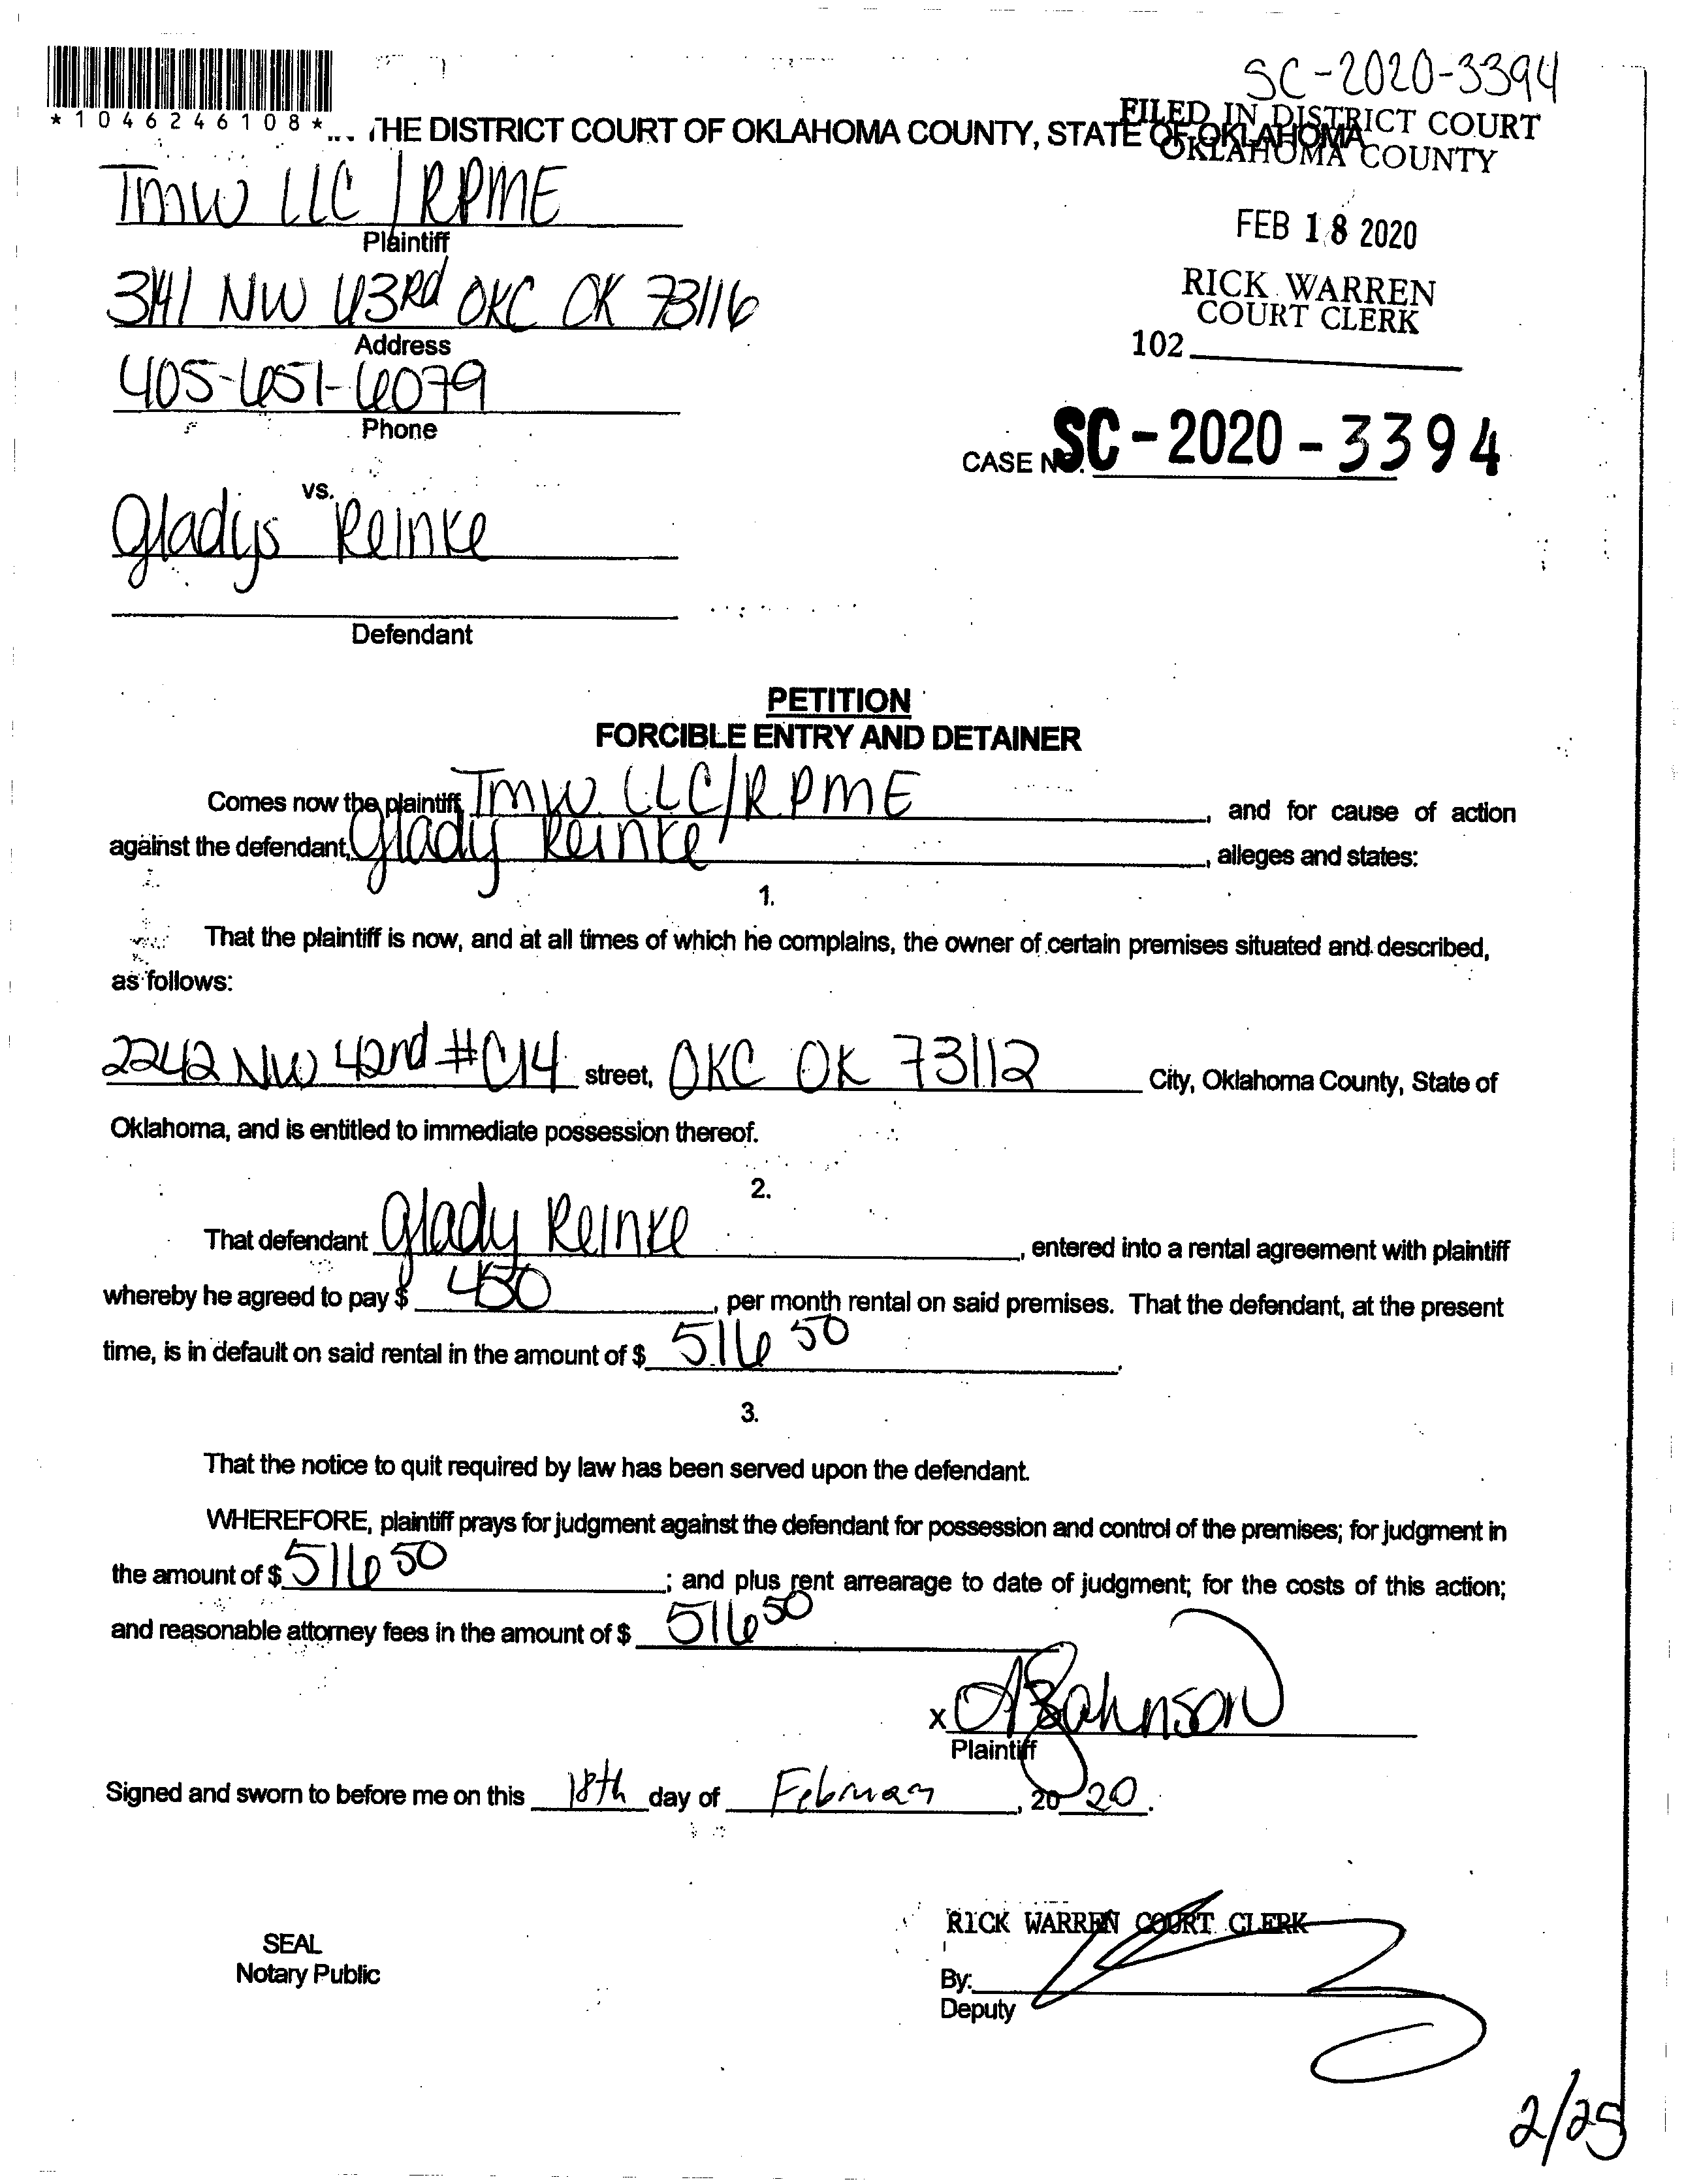 SC-2020-3394
*1046246108*
THE DISTRICT COURT OF OKLAHOMA COUNTY, STATE OF OKLAHOMA
FILED IN DISTRICT COURT
OKLAHOMA COUNTY
TMW LLC / RPME
Plaintiff
FEB 18 2020
3141 NW 43rd OKC OK 73116
Address
RICK WARREN
COURT CLERK
102
405-651-6079
Phone
CASE NO. SC-2020-3394
vs.
Gladys Reinke
Defendant
PETITION
FORCIBLE ENTRY AND DETAINER
Comes now the plaintiff, TMW LLC/RPME, and for cause of action
against the defendant, Glady Reinke, alleges and states:
1.
That the plaintiff is now, and at all times of which he complains, the owner of certain premises situated and described,
as follows:
2242 NW 42nd #C14 street, OKC OK 73112 City, Oklahoma County, State of
Oklahoma, and is entitled to immediate possession thereof.
2.
That defendant Glady Reinke, entered into a rental agreement with plaintiff
whereby he agreed to pay $ 450, per month rental on said premises. That the defendant, at the present
time, is in default on said rental in the amount of $ 516 50.
3.
That the notice to quit required by law has been served upon the defendant.
WHEREFORE, plaintiff prays for judgment against the defendant for possession and control of the premises; for judgment in
the amount of $ 516 50; and plus rent arrearage to date of judgment; for the costs of this action;
and reasonable attorney fees in the amount of $ 516 50
x Johnson
Plaintiff
Signed and sworn to before me on this 18th day of February, 20 20.
RICK WARREN COURT CLERK
SEAL
Notary Public
By:
Deputy
2/25